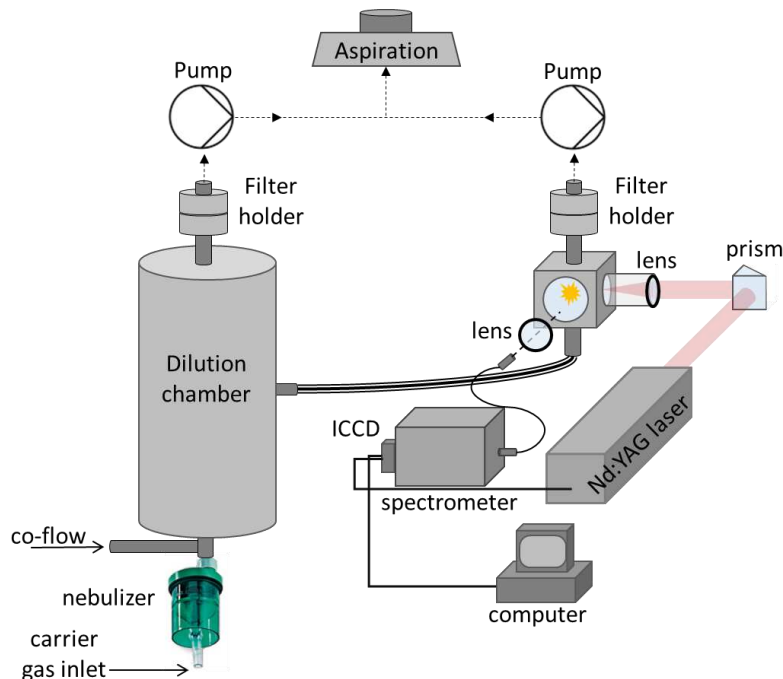 Aspiration
Pump
Pump
Filter
holder
Filter
holder
prism
lens
lens
Dilution
chamber
ICCD
Nd:YAG laser
spectrometer
co-flow
nebulizer
computer
carrier
gas inlet